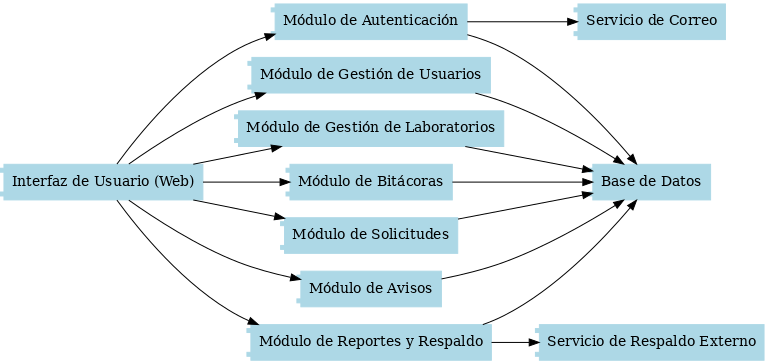 Módulo de Autenticación
Servicio de Correo
Módulo de Gestión de Usuarios
Módulo de Gestión de Laboratorios
Interfaz de Usuario (Web)
Módulo de Bitácoras
Base de Datos
Módulo de Solicitudes
Módulo de Avisos
Módulo de Reportes y Respaldo
Servicio de Respaldo Externo